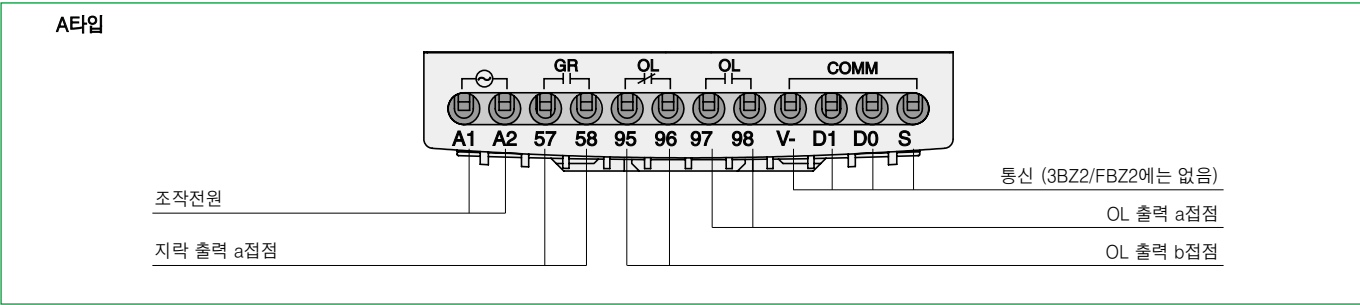 A타입
GR OL OL COMM
A1 A2 57 58 95 96 97 98 V- D1 D0 S
통신 (3BZ2/FBZ2에는 없음)
조작전원
OL 출력 a접점
지락 출력 a접점
OL 출력 b접점